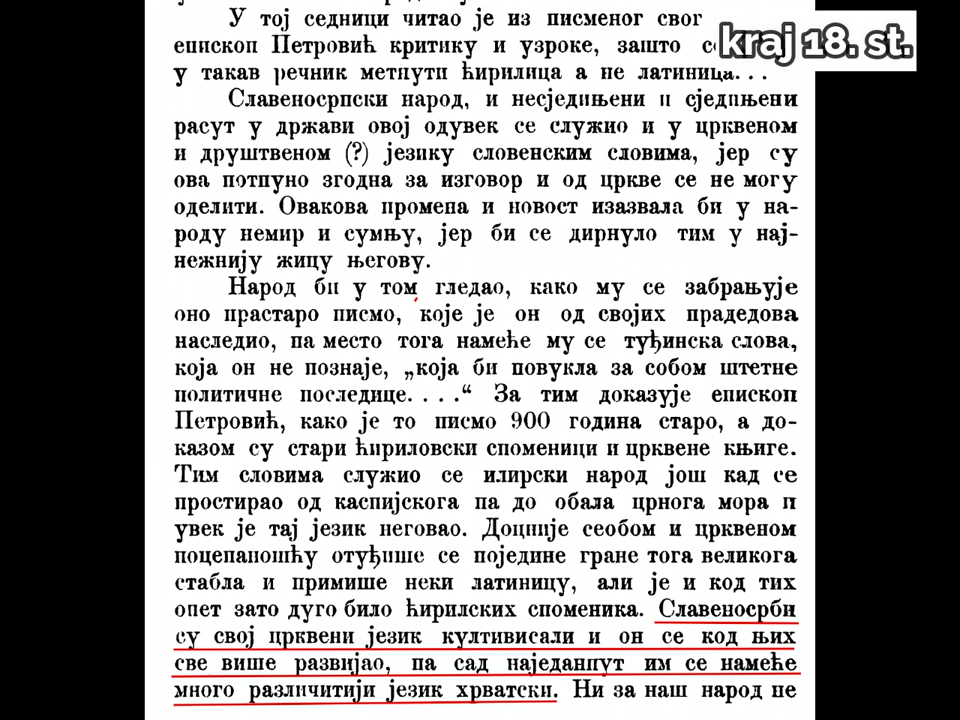 У тој седници читао је из писменог свог
kraj 18. st.
епископ Петровић критику и узроке, зашто
у такав речник метнути ћирилица а не латиница...
Славеносрпски народ, и несједињени и сједињени
расут у држави овој одувек се служио и у црквеном
и друштвеном (?) језику словенским словима, јер су
ова потпуно згодна за изговор и од цркве се не могу
оделити. Овакова промена и новост изазвала би у на-
роду немир и сумњу, јер би се дирнуло тим у нај-
нежнију жицу његову.
Народ би у том гледао, како му се забрањује
оно прастаро писмо, које је он од својих прадедова
наследио, па место тога намеће му се туђинска слова,
која он не познаје, „која би повукла за собом штетне
политичне последице. . . .“ За тим доказује епископ
Петровић, како је то писмо 900 година старо, а до-
казом су стари ћириловски споменици и црквене књиге.
Тим словима служио се илирски народ још кад се
простирао од каспијскога па до обала црнога мора и
увек је тај језик неговао. Доцније сеобом и црквеном
поцепаношћу отуђише се поједине гране тога великога
стабла и примише неки латиницу, али је и код тих
опет зато дуго било ћирилских споменика. Славеносрби
су свој црквени језик култивисали и он се код њих
све више развијао, па сад наједанпут им се намеће
много различитији језик хрватски. Ни за наш народ не